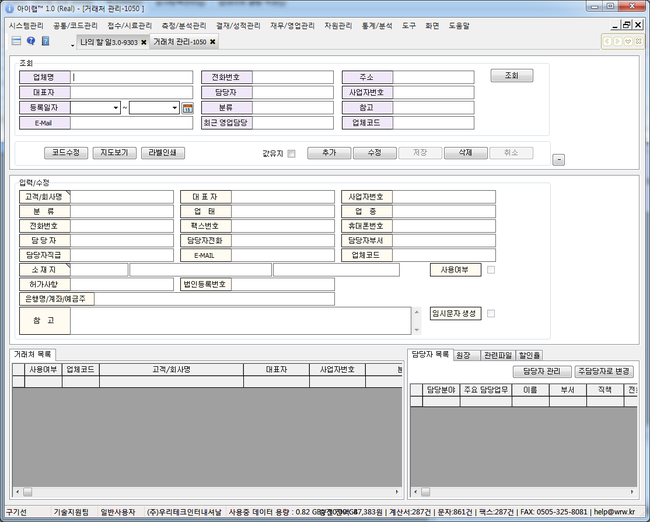 아이랩™ 1.0 (Real) - [거래처 관리-1050 ]
시스템관리 공통/코드관리 접수/시료관리 측정/분석관리 결재/성적관리 재무/영업관리 자원관리 통계/분석 도구 화면 도움말
나의 할 일3.0-9303 거래처 관리-1050
조회
업체명 전화번호 주소 조회
대표자 담당자 사업자번호
등록일자 ~ 분류 참고
E-Mail 최근 영업담당 업체코드
코드수정 지도보기 라벨인쇄 값유지 추가 수정 저장 삭제 취소
입력/수정
고객/회사명 대 표 자 사업자번호
분 류 업 태 업 종
전화번호 팩스번호 휴대폰번호
담 당 자 담당자전화 담당자부서
담당자직급 E-MAIL 업체코드
소 재 지 사용여부
허가사항 법인등록번호
은행명/계좌/예금주
참 고 임시문자 생성
거래처 목록 담당자 목록 원장 관련파일 할인율
담당자 관리 주담당자로 변경
사용여부 업체코드 고객/회사명 대표자 사업자번호
담당분야 주요 담당업무 이름 부서 직책
구기선 기술지원팀 일반사용자 (주)우리테크인터내셔날 사용중 데이터 용량 : 0.82 GB 47,383원 | 계산서:287건 | 문자:861건 | 팩스:287건 | FAX: 0505-325-8081 | help@wrw.kr